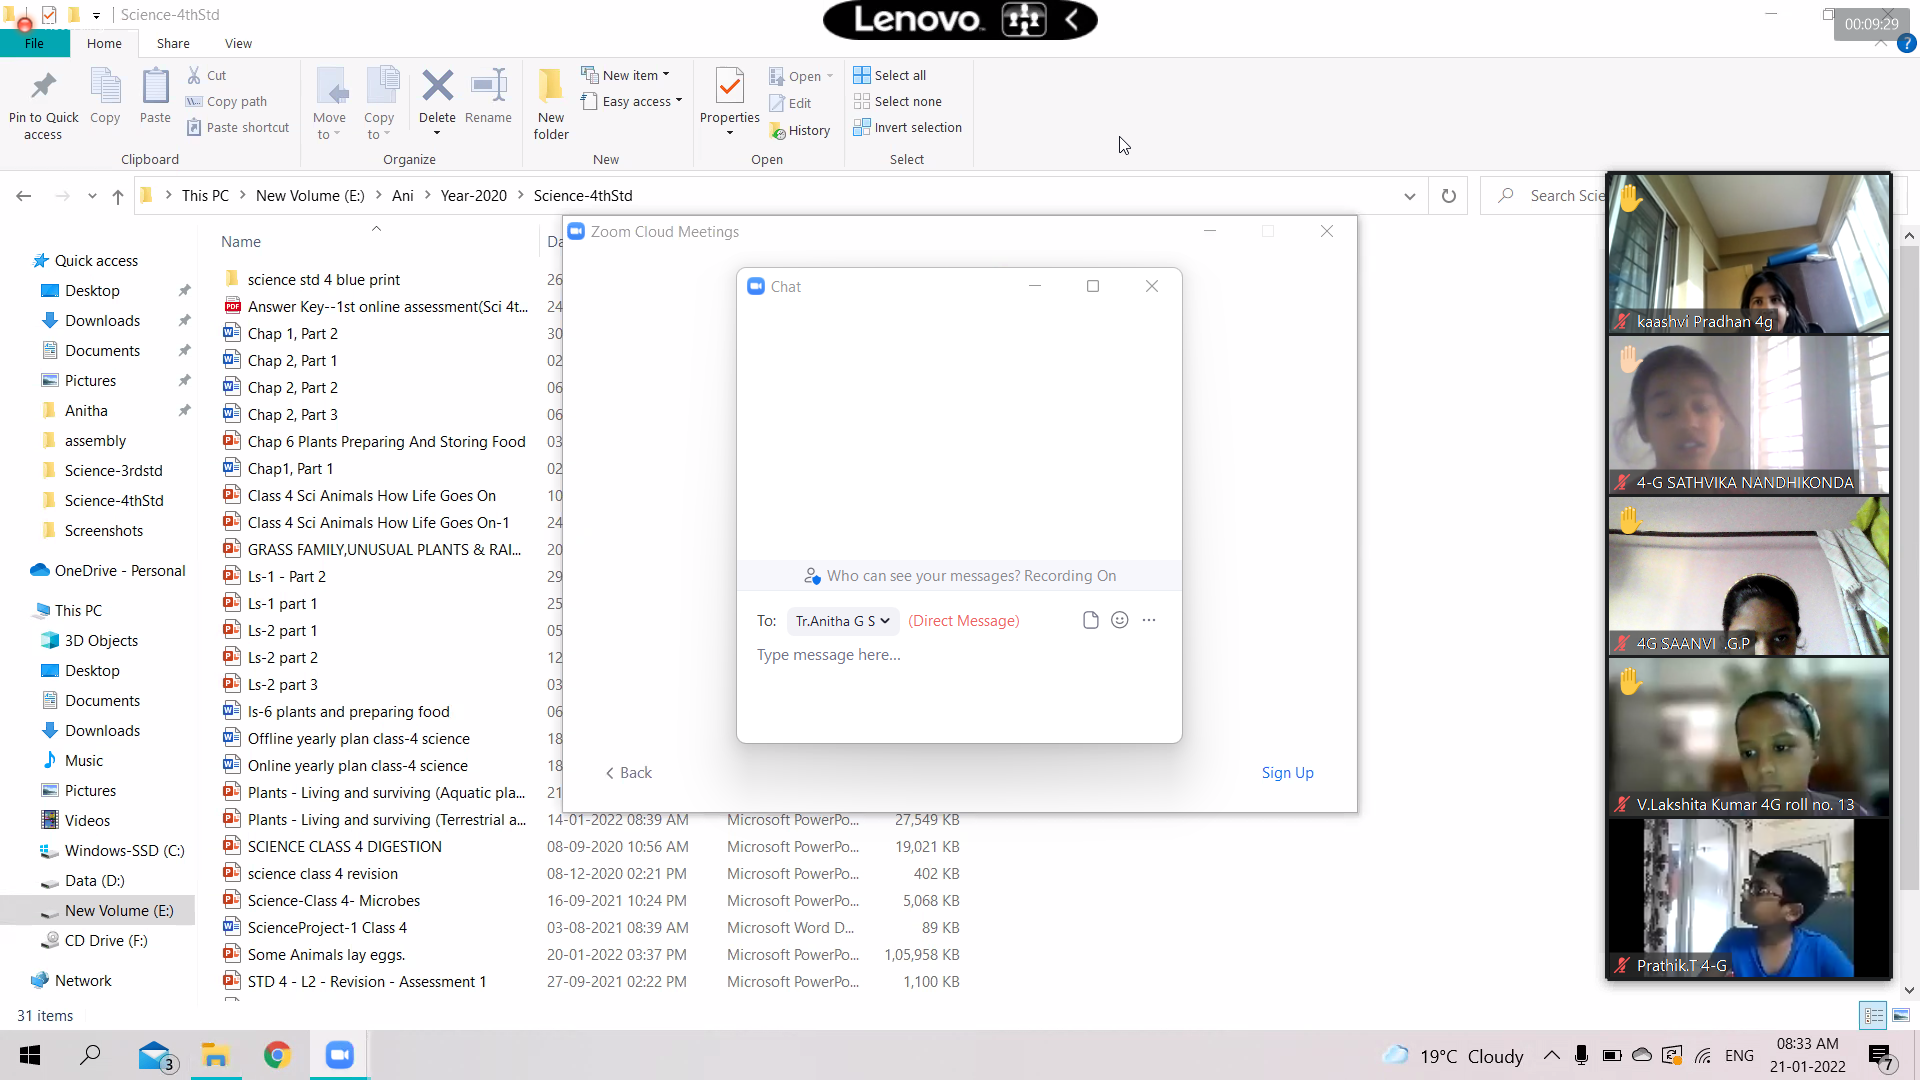 Science-4thStd
Lenovo
00:09:29
File
Home
Share
View
Pin to Quick access
Copy
Paste
Cut
Copy path
Paste shortcut
Clipboard
Move to
Copy to
Delete
Rename
Organize
New folder
New item
Easy access
New
Properties
Open
Edit
History
Open
Select all
Select none
Invert selection
Select
This PC > New Volume (E:) > Ani > Year-2020 > Science-4thStd
Search Scie
Name
Da
Quick access
Desktop
Downloads
Documents
Pictures
Anitha
assembly
Science-3rdstd
Science-4thStd
Screenshots
OneDrive - Personal
This PC
3D Objects
Desktop
Documents
Downloads
Music
Pictures
Videos
Windows-SSD (C:)
Data (D:)
New Volume (E:)
CD Drive (F:)
Network
science std 4 blue print 26
Answer Key--1st online assessment(Sci 4t... 24
Chap 1, Part 2 30
Chap 2, Part 1 02
Chap 2, Part 2 06
Chap 2, Part 3 06
Chap 6 Plants Preparing And Storing Food 03
Chap1, Part 1 02
Class 4 Sci Animals How Life Goes On 10
Class 4 Sci Animals How Life Goes On-1 24
GRASS FAMILY,UNUSUAL PLANTS & RAI... 20
Ls-1 - Part 2 29
Ls-1 part 1 25
Ls-2 part 1 05
Ls-2 part 2 12
Ls-2 part 3 03
ls-6 plants and preparing food 06
Offline yearly plan class-4 science 18
Online yearly plan class-4 science 18
Plants - Living and surviving (Aquatic pla... 21
Plants - Living and surviving (Terrestrial a... 14-01-2022 08:39 AM Microsoft PowerPo... 27,549 KB
SCIENCE CLASS 4 DIGESTION 08-09-2020 10:56 AM Microsoft PowerPo... 19,021 KB
science class 4 revision 08-12-2020 02:21 PM Microsoft PowerPo... 402 KB
Science-Class 4- Microbes 16-09-2021 10:24 PM Microsoft PowerPo... 5,068 KB
ScienceProject-1 Class 4 03-08-2021 08:39 AM Microsoft Word D... 89 KB
Some Animals lay eggs. 20-01-2022 03:37 PM Microsoft PowerPo... 1,05,958 KB
STD 4 - L2 - Revision - Assessment 1 27-09-2021 02:22 PM Microsoft PowerPo... 1,100 KB
31 items
Zoom Cloud Meetings
Chat
Who can see your messages? Recording On
To: Tr.Anitha G S (Direct Message)
Type message here...
Back
Sign Up
kaashvi Pradhan 4g
4-G SATHVIKA NANDHIKONDA
4G SAANVI .G.P
V.Lakshita Kumar 4G roll no. 13
Prathik.T 4-G
3
19°C Cloudy
ENG
08:33 AM
21-01-2022
7